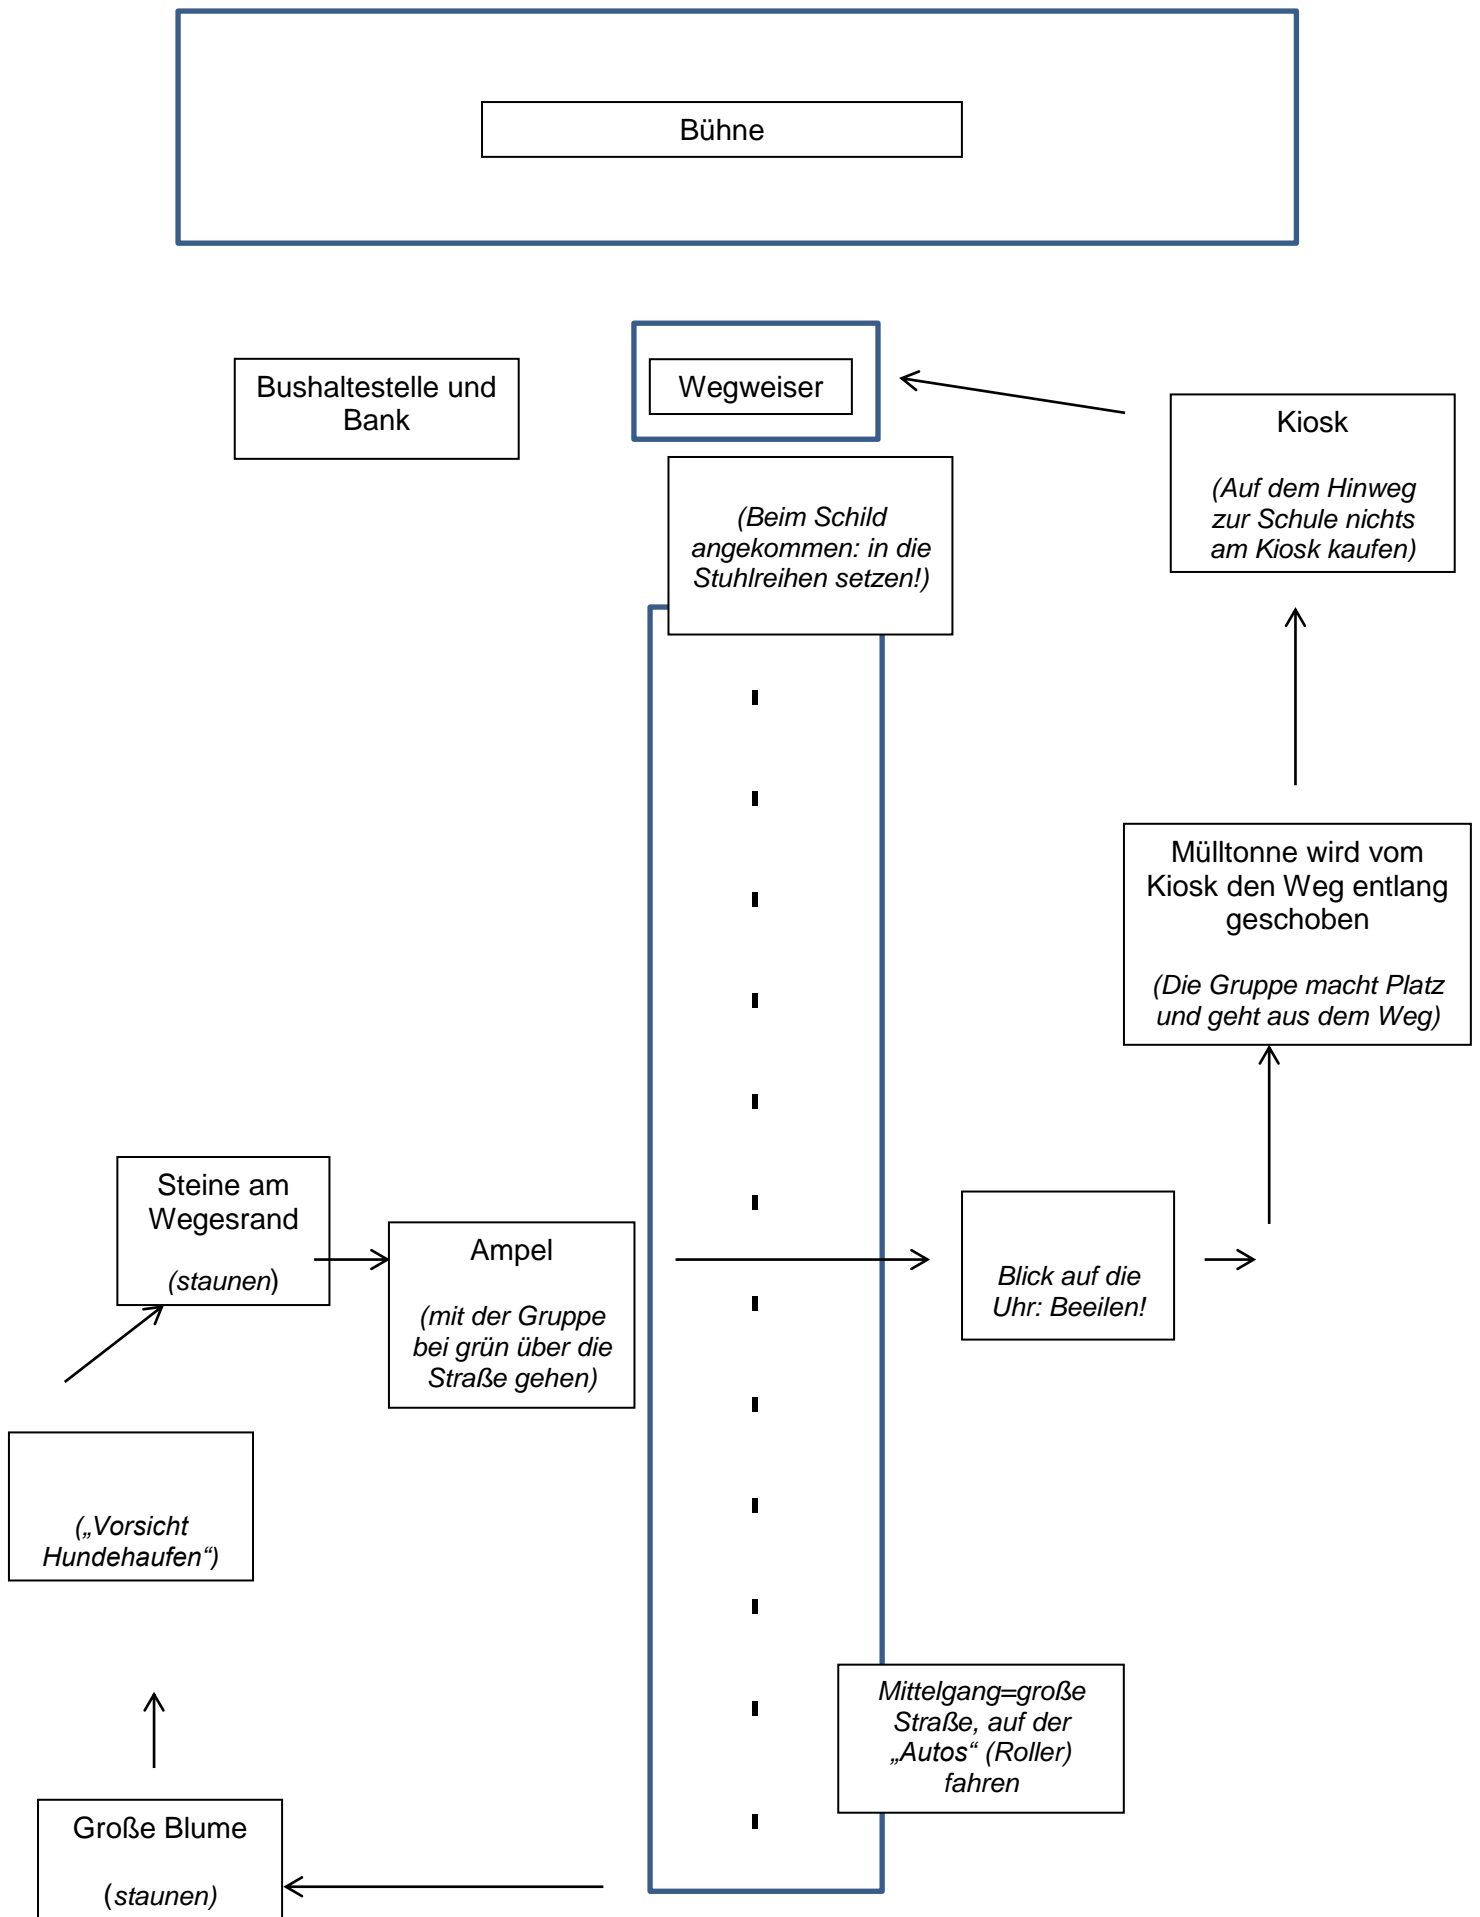 Bühne
Bushaltestelle und
Bank
Wegweiser
Kiosk
(Auf dem Hinweg
zur Schule nichts
am Kiosk kaufen)
(Beim Schild
angekommen: in die
Stuhlreihen setzen!)
Mülltonne wird vom
Kiosk den Weg entlang
geschoben
(Die Gruppe macht Platz
und geht aus dem Weg)
Steine am
Wegesrand
(staunen)
Ampel
(mit der Gruppe
bei grün über die
Straße gehen)
Blick auf die
Uhr: Beeilen!
(„Vorsicht
Hundehaufen“)
Mittelgang=große
Straße, auf der
„Autos“ (Roller)
fahren
Große Blume
(staunen)